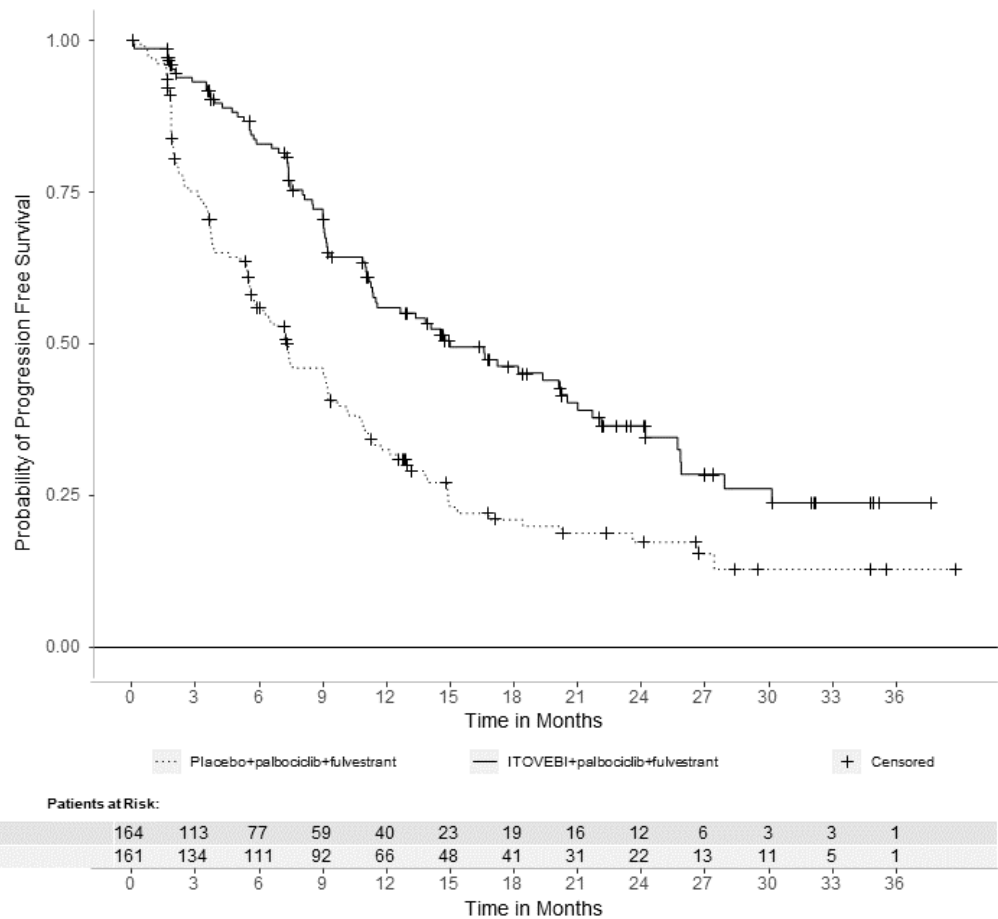 1.00
0.75
0.50
0.25
0.00
Probability of Progression Free Survival
0 3 6 9 12 15 18 21 24 27 30 33 36
Time in Months
Placebo+palbociclib+fulvestrant ITOVEBI+palbociclib+fulvestrant + Censored
Patients at Risk:
164 113 77 59 40 23 19 16 12 6 3 3 1
161 134 111 92 66 48 41 31 22 13 11 5 1
0 3 6 9 12 15 18 21 24 27 30 33 36
Time in Months